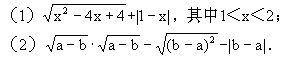 （1）√(x²－4x＋4)＋|1－x|，其中1＜x＜2；
（2）√(a－b)·√(a－b)－√((b－a)²)－|b－a|.